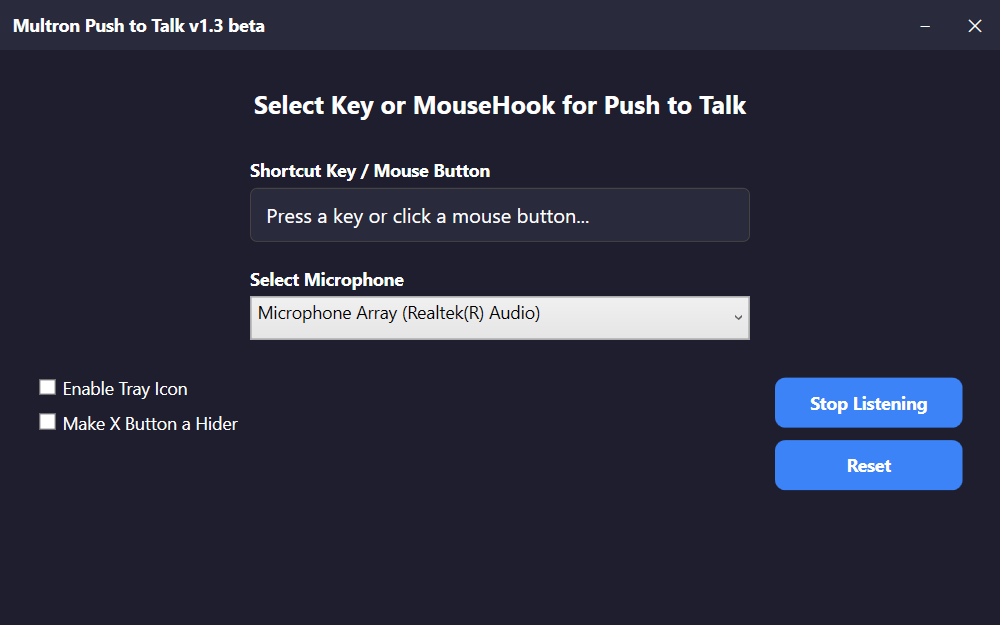 Multron Push to Talk v1.3 beta
Select Key or MouseHook for Push to Talk
Shortcut Key / Mouse Button
Press a key or click a mouse button...
Select Microphone
Microphone Array (Realtek(R) Audio)
Enable Tray Icon
Make X Button a Hider
Stop Listening
Reset